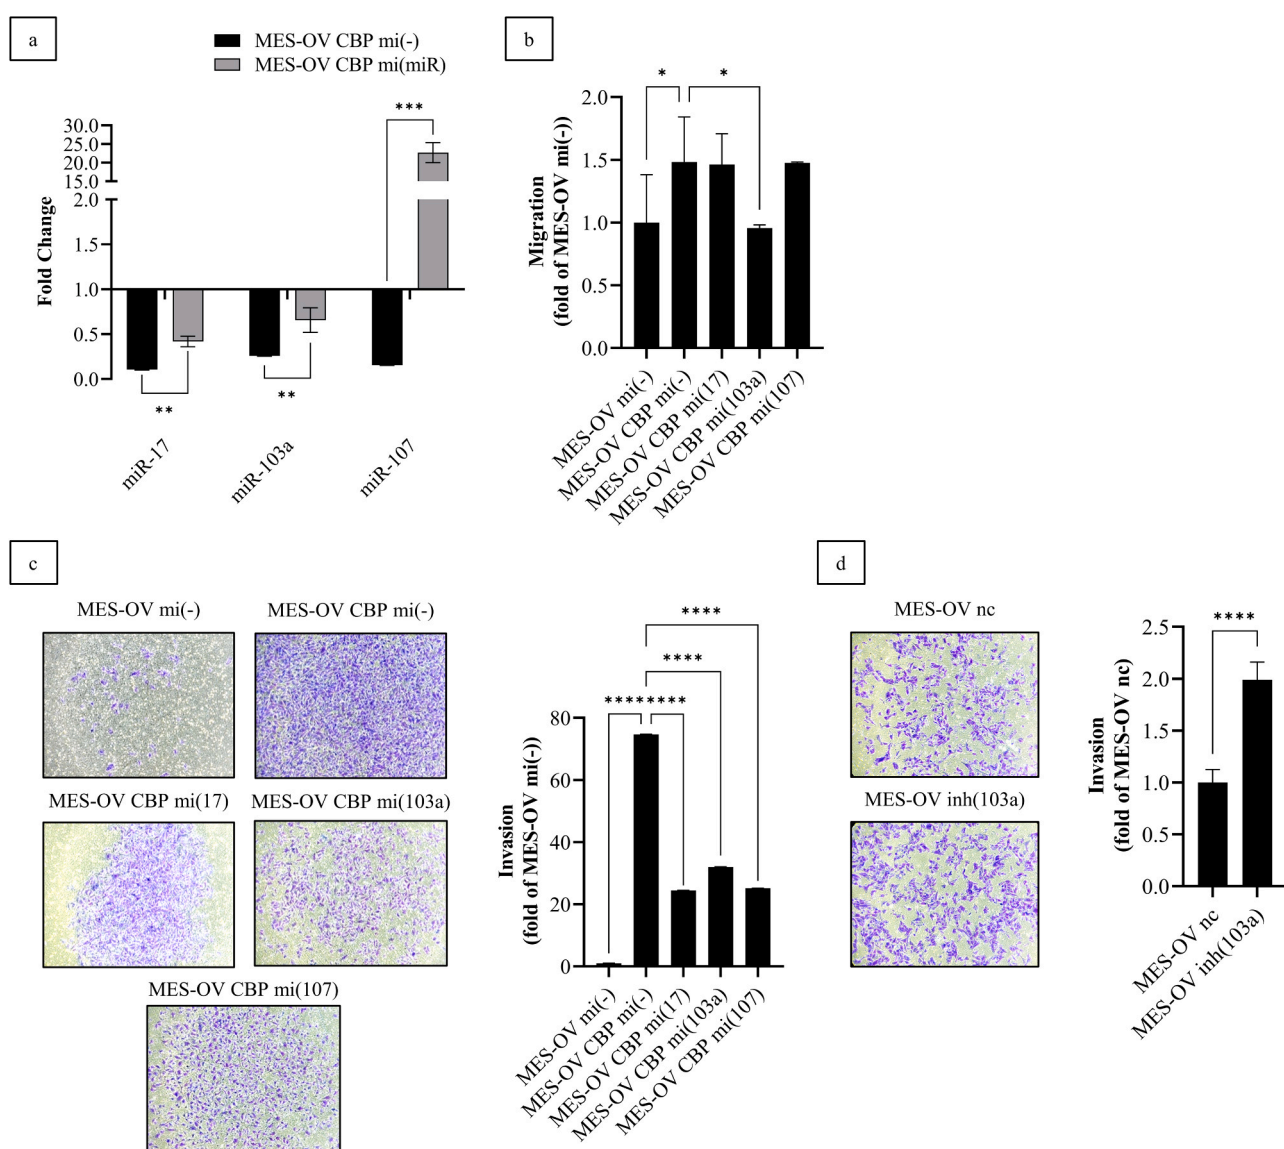 a
MES-OV CBP mi(-)
MES-OV CBP mi(miR)
***
30.0
25.0
20.0
15.0
2.0
1.5
1.0
0.5
0.0
Fold Change
**
**
miR-17
miR-103a
miR-107
b
*
*
2.0
1.5
1.0
0.5
0.0
Migration
(fold of MES-OV mi(-))
MES-OV mi(-)
MES-OV CBP mi(-)
MES-OV CBP mi(17)
MES-OV CBP mi(103a)
MES-OV CBP mi(107)
c
MES-OV mi(-)
MES-OV CBP mi(-)
MES-OV CBP mi(17)
MES-OV CBP mi(103a)
MES-OV CBP mi(107)
****
****
********
80
60
40
20
0
Invasion
(fold of MES-OV mi(-))
MES-OV mi(-)
MES-OV CBP mi(-)
MES-OV CBP mi(17)
MES-OV CBP mi(103a)
MES-OV CBP mi(107)
d
MES-OV nc
MES-OV inh(103a)
****
2.5
2.0
1.5
1.0
0.5
0.0
Invasion
(fold of MES-OV nc)
MES-OV nc
MES-OV inh(103a)